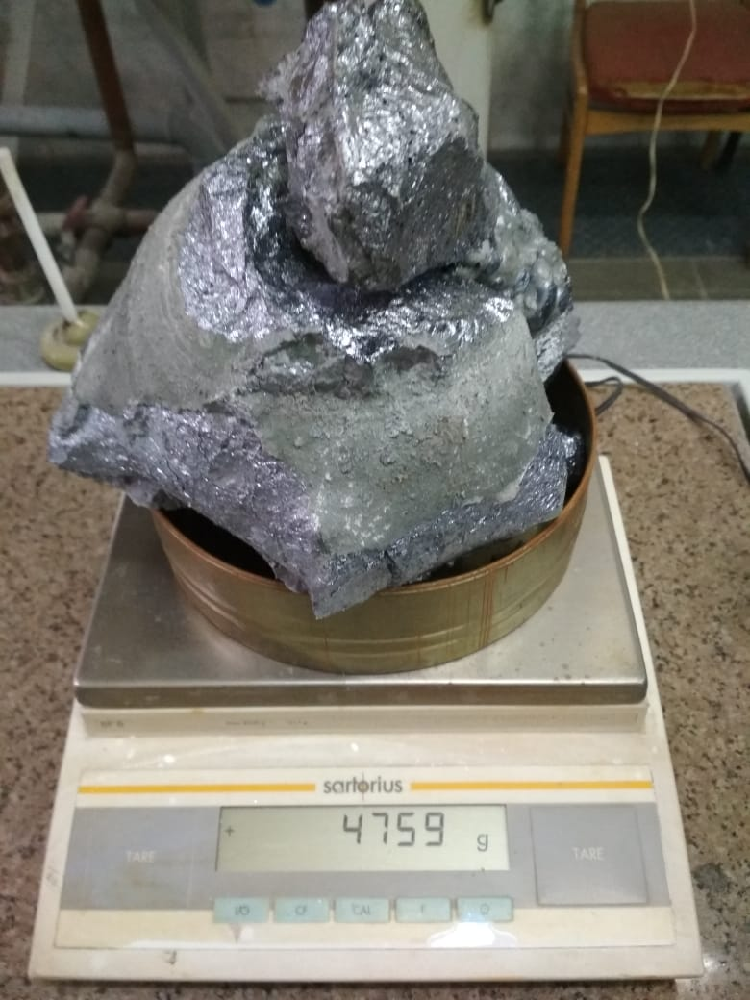 sartorius
+ 4759 g
TARE
TARE
I/O CF CAL F